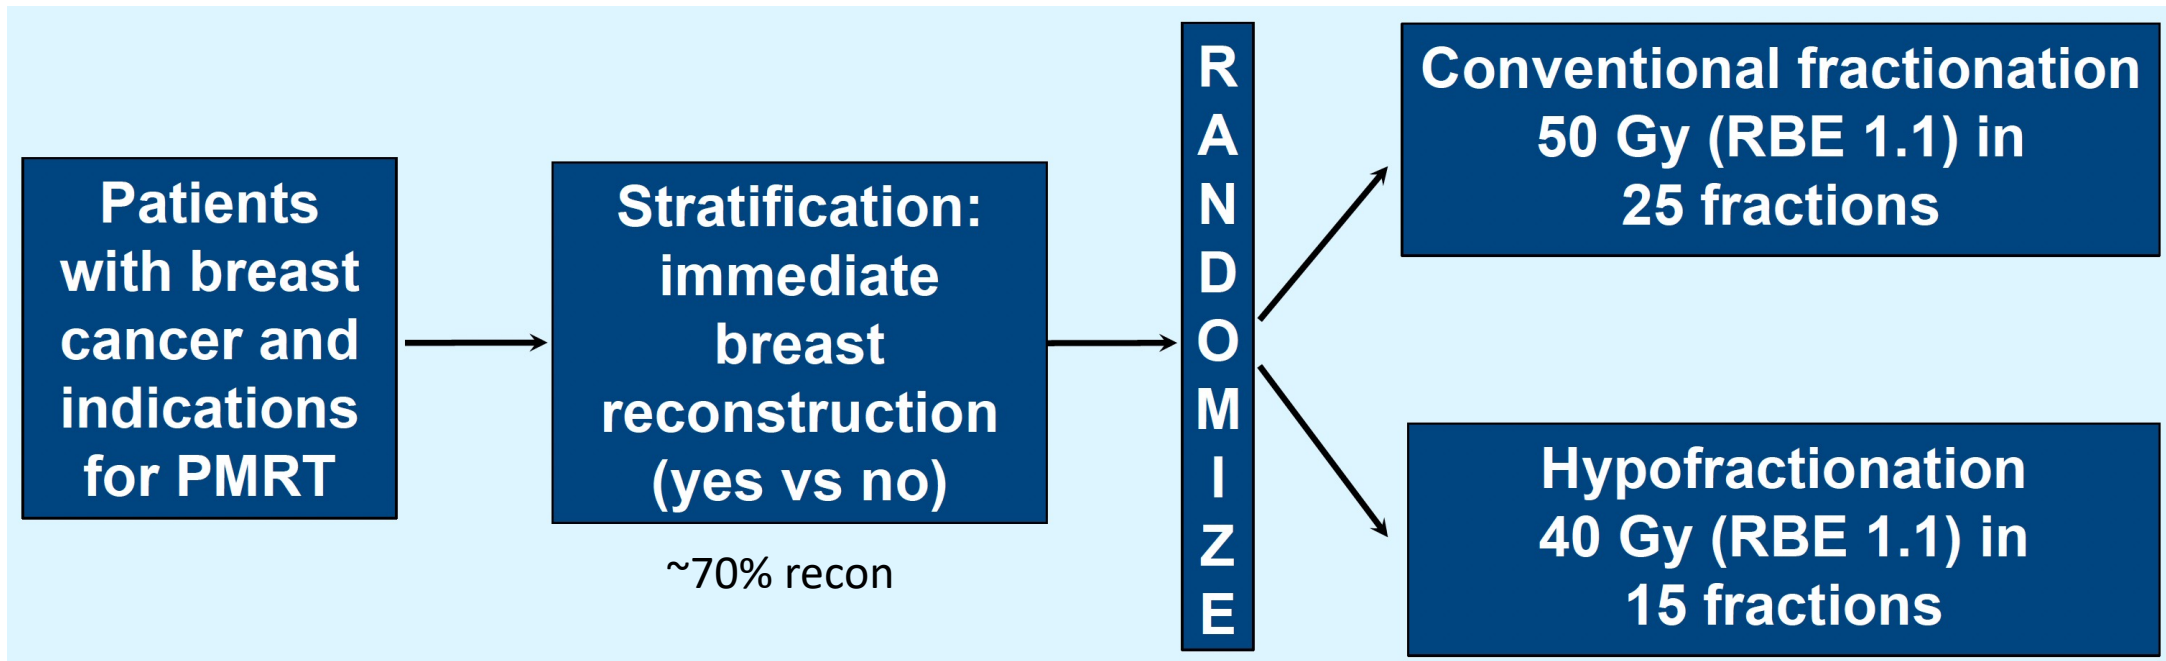 Patients
with breast
cancer and
indications
for PMRT
Stratification:
immediate
breast
reconstruction
(yes vs no)
~70% recon
R
A
N
D
O
M
I
Z
E
Conventional fractionation
50 Gy (RBE 1.1) in
25 fractions
Hypofractionation
40 Gy (RBE 1.1) in
15 fractions